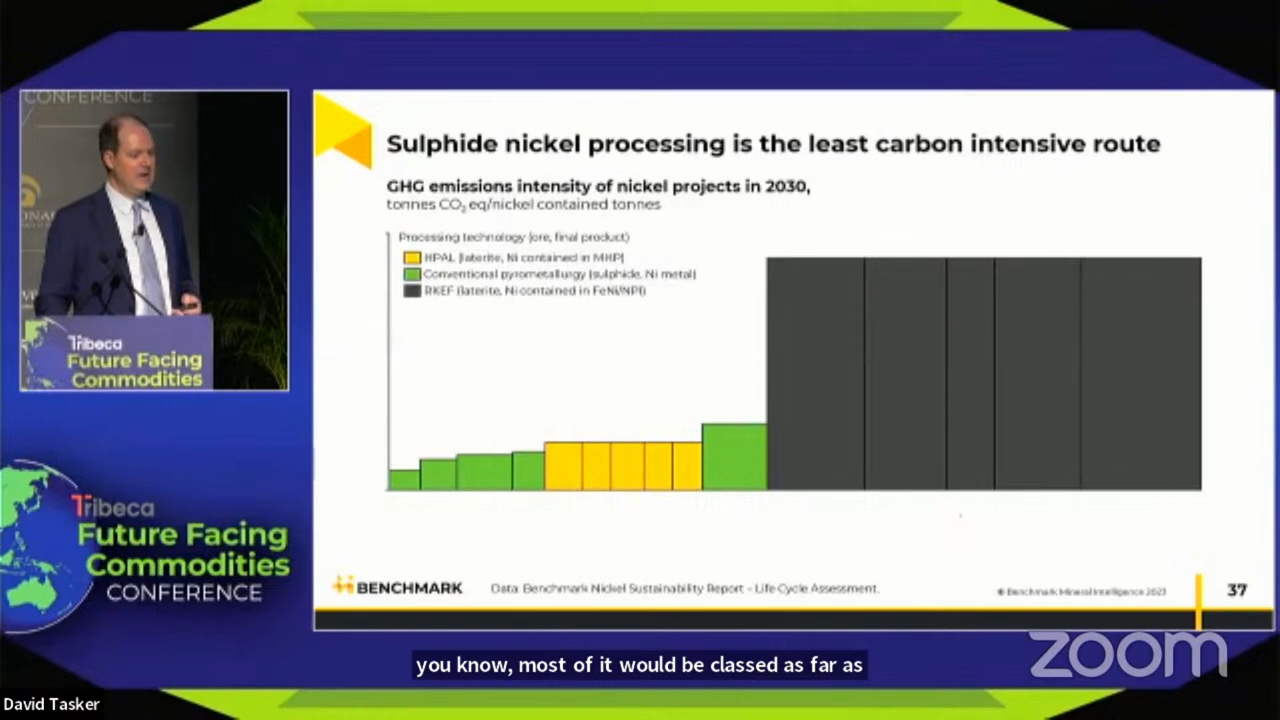 CONFERENCE
Tribeca
Future Facing
Commodities
Tribeca
Future Facing
Commodities
CONFERENCE
Sulphide nickel processing is the least carbon intensive route
GHG emissions intensity of nickel projects in 2030,
tonnes CO₂ eq/nickel contained tonnes
Processing technology (ore, final product)
HPAL (laterite, Ni contained in MHP)
Conventional pyrometallurgy (sulphide, Ni metal)
RKEF (laterite, Ni contained in FeNi/NPI)
BENCHMARK
Data: Benchmark Nickel Sustainability Report – Life Cycle Assessment.
© Benchmark Mineral Intelligence 2023
37
zoom
you know, most of it would be classed as far as
David Tasker